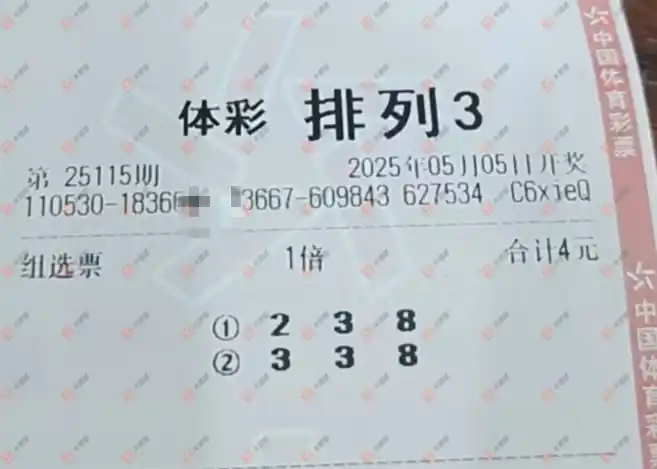 体彩 排列3
第 25115期 2025年05月05日开奖
110530-18366 3667-609843 627534 C6xieQ
组选票 1倍 合计4元
① 2 3 8
② 3 3 8
中国体育彩票
中国体育彩票